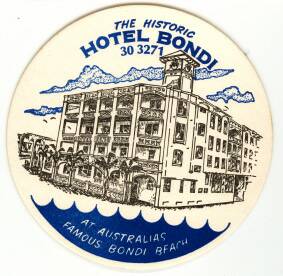 THE HISTORIC
HOTEL BONDI
30 3271
AT AUSTRALIAS
FAMOUS BONDI BEACH